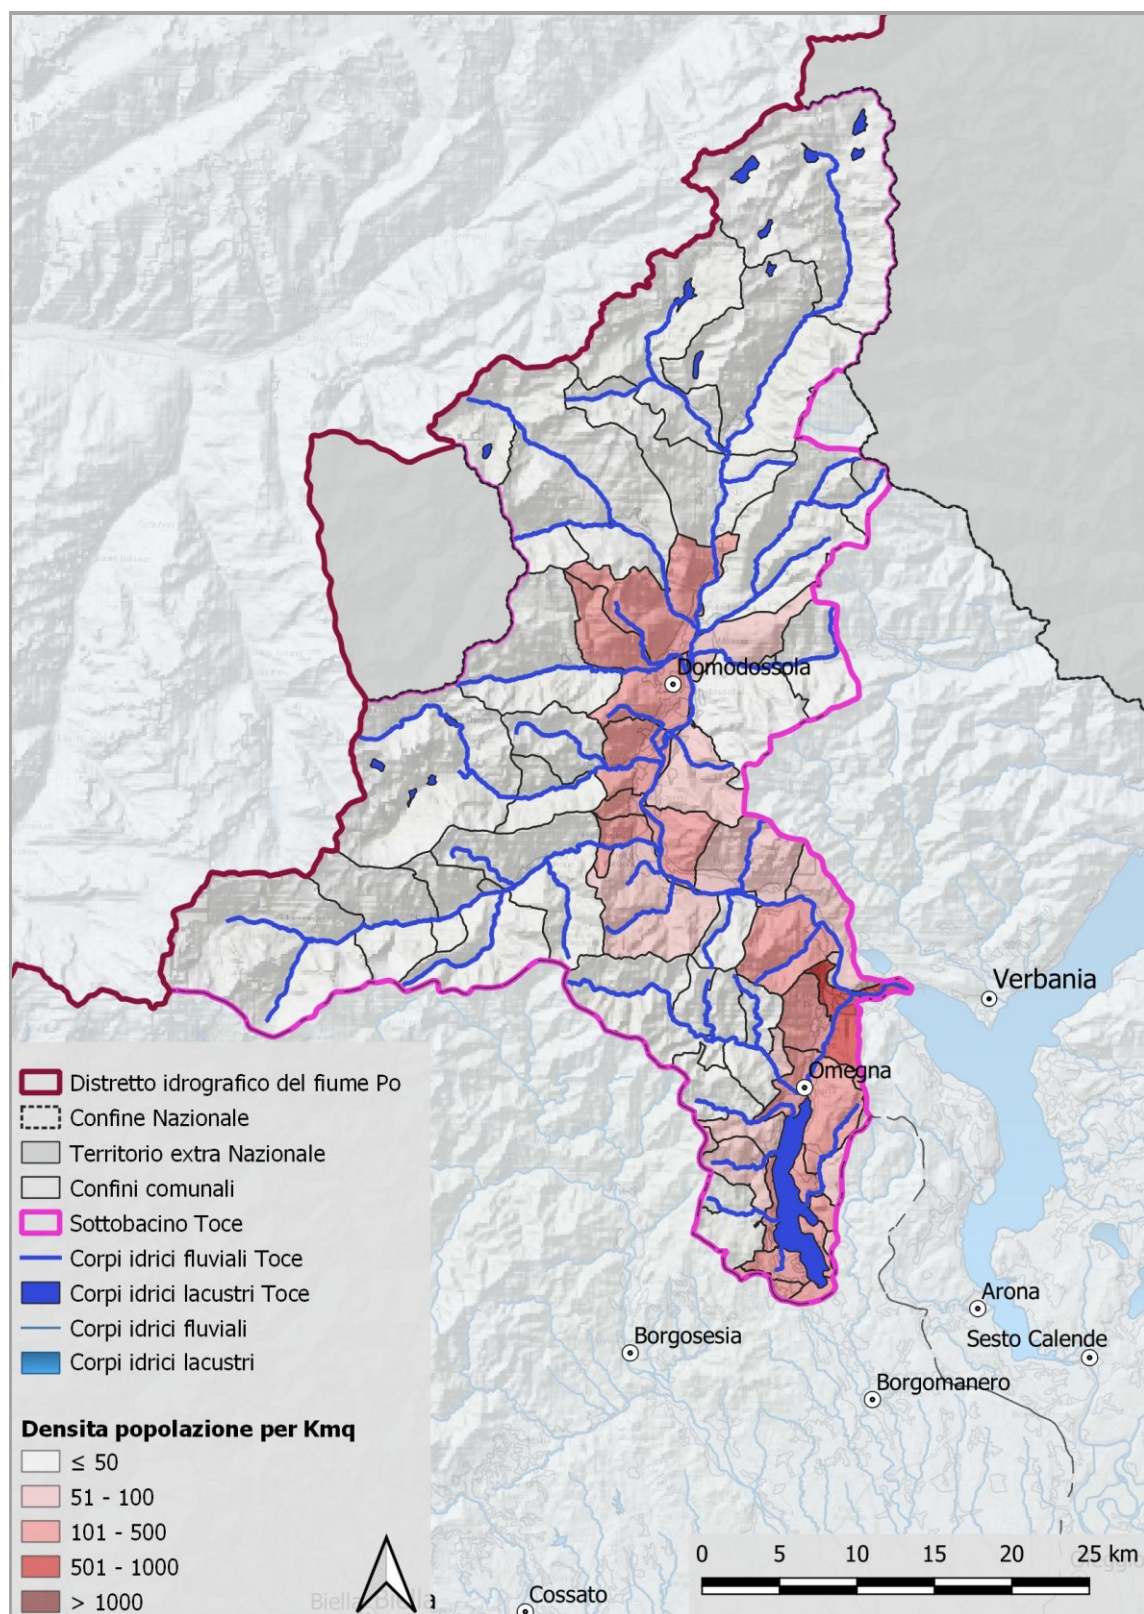 Domodossola
Verbania
Omegna
Arona
Sesto Calende
Borgosesia
Borgomanero
Cossato
Distretto idrografico del fiume Po
Confine Nazionale
Territorio extra Nazionale
Confini comunali
Sottobacino Toce
Corpi idrici fluviali Toce
Corpi idrici lacustri Toce
Corpi idrici fluviali
Corpi idrici lacustri
Densita popolazione per Kmq
≤ 50
51 - 100
101 - 500
501 - 1000
> 1000
0 5 10 15 20 25 km